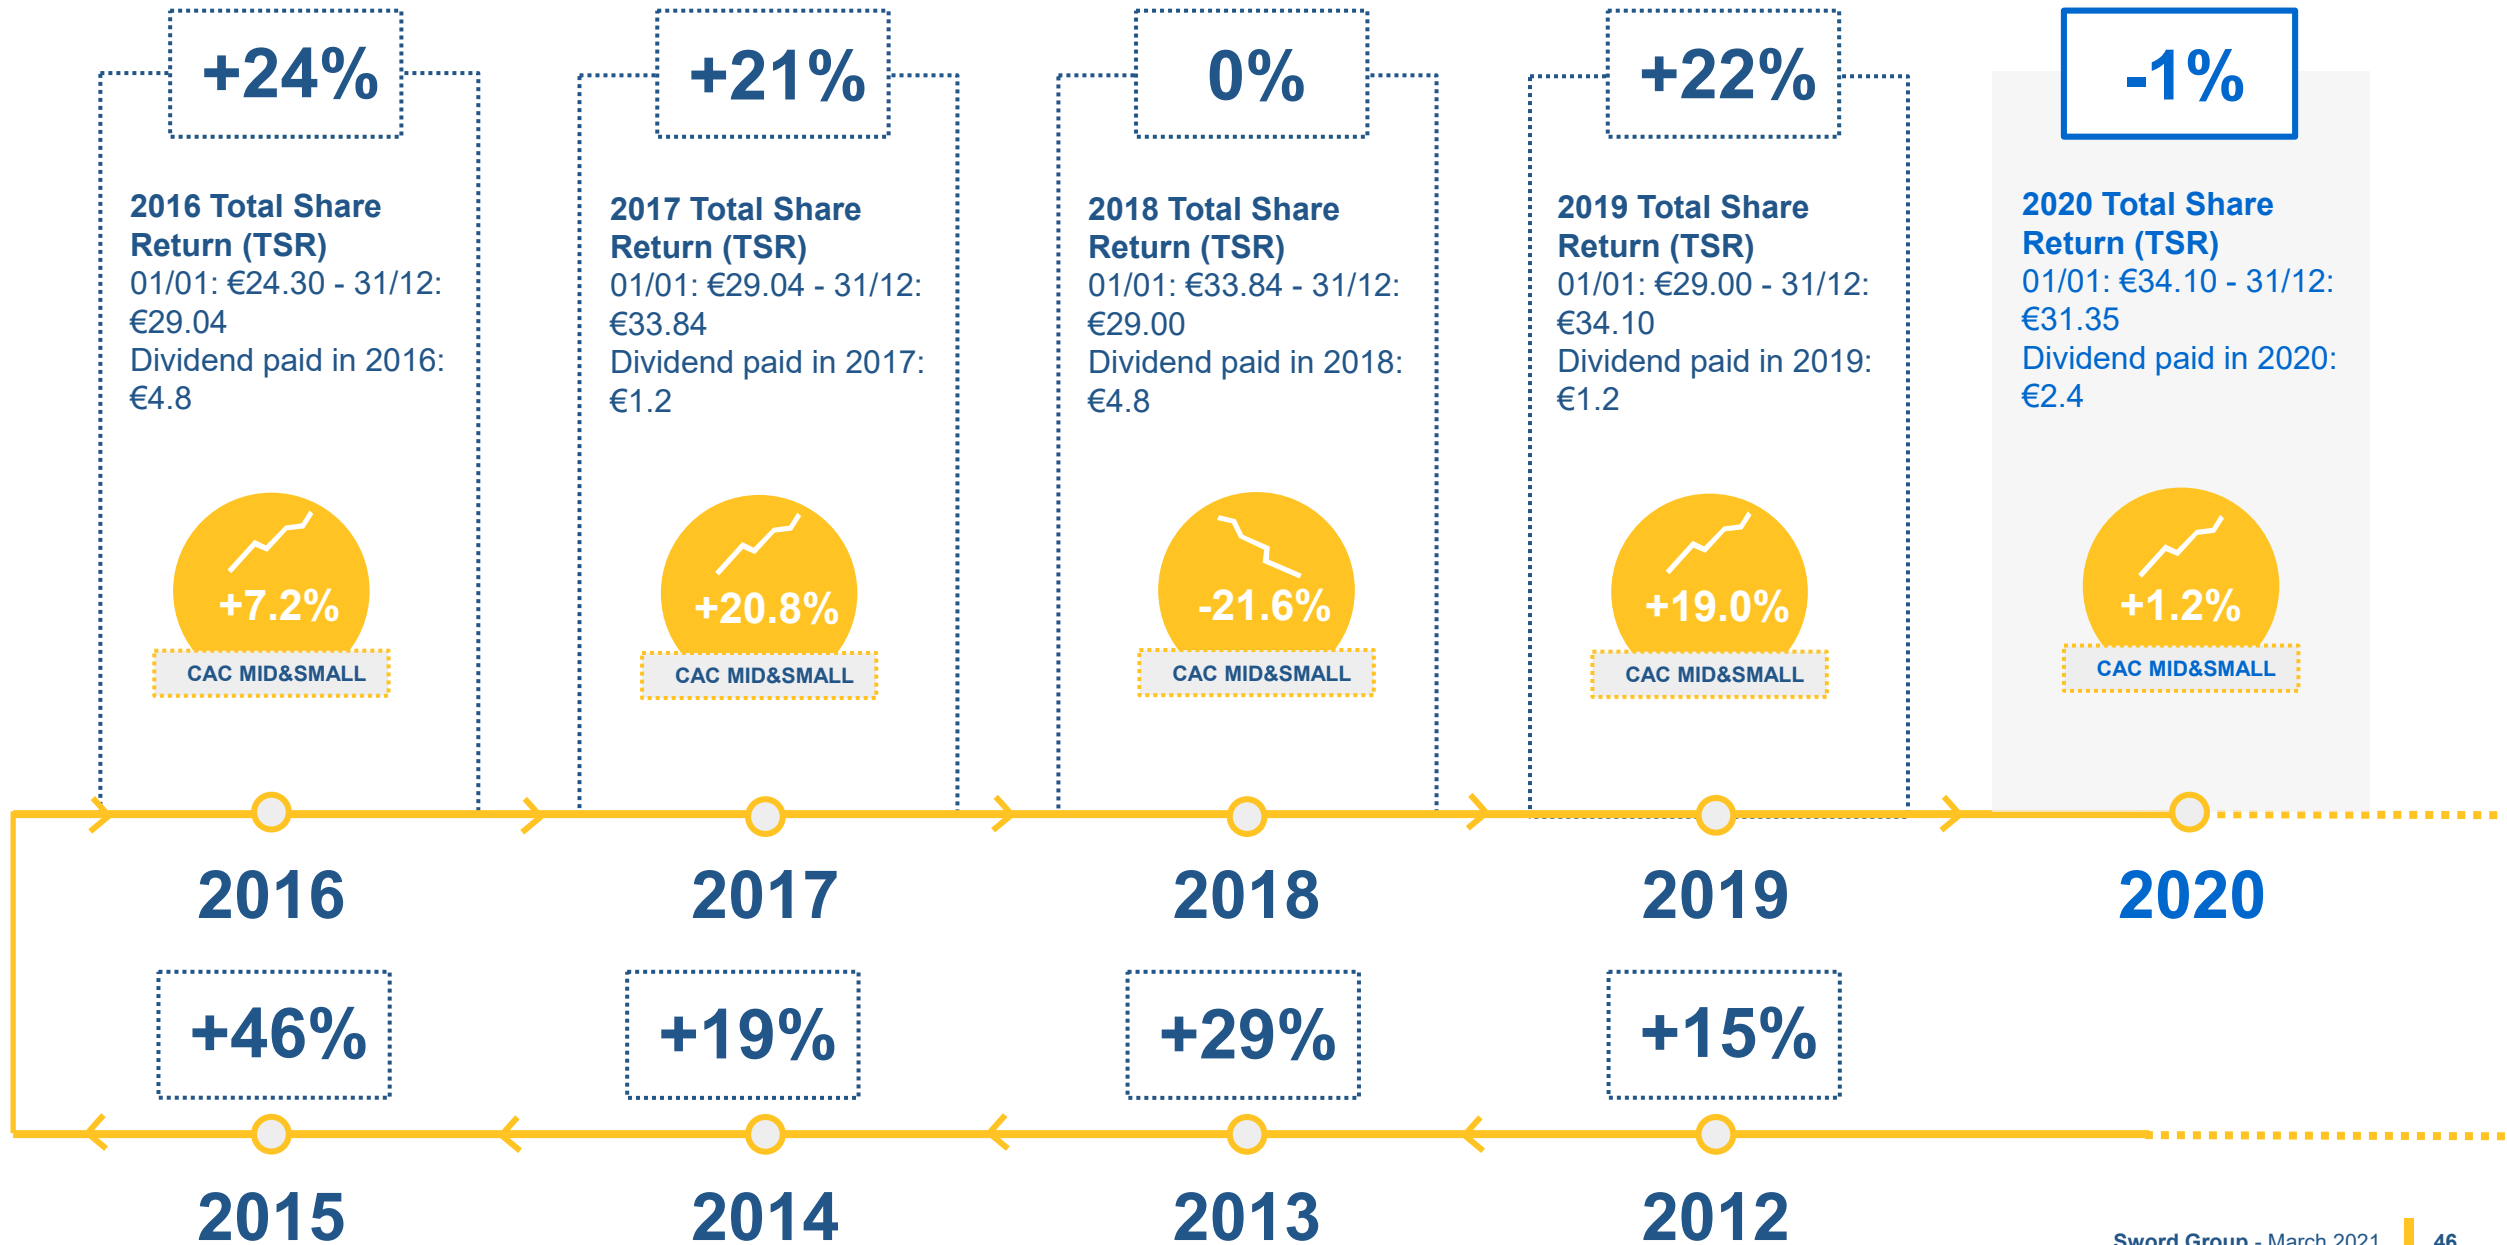 +24%
2016 Total Share
Return (TSR)
01/01: €24.30 - 31/12:
€29.04
Dividend paid in 2016:
€4.8
+7.2%
CAC MID&SMALL
2016
+21%
2017 Total Share
Return (TSR)
01/01: €29.04 - 31/12:
€33.84
Dividend paid in 2017:
€1.2
+20.8%
CAC MID&SMALL
2017
0%
2018 Total Share
Return (TSR)
01/01: €33.84 - 31/12:
€29.00
Dividend paid in 2018:
€4.8
-21.6%
CAC MID&SMALL
2018
+22%
2019 Total Share
Return (TSR)
01/01: €29.00 - 31/12:
€34.10
Dividend paid in 2019:
€1.2
+19.0%
CAC MID&SMALL
2019
-1%
2020 Total Share
Return (TSR)
01/01: €34.10 - 31/12:
€31.35
Dividend paid in 2020:
€2.4
+1.2%
CAC MID&SMALL
2020
+46%
2015
+19%
2014
+29%
2013
+15%
2012
Sword Group - March 2021
46